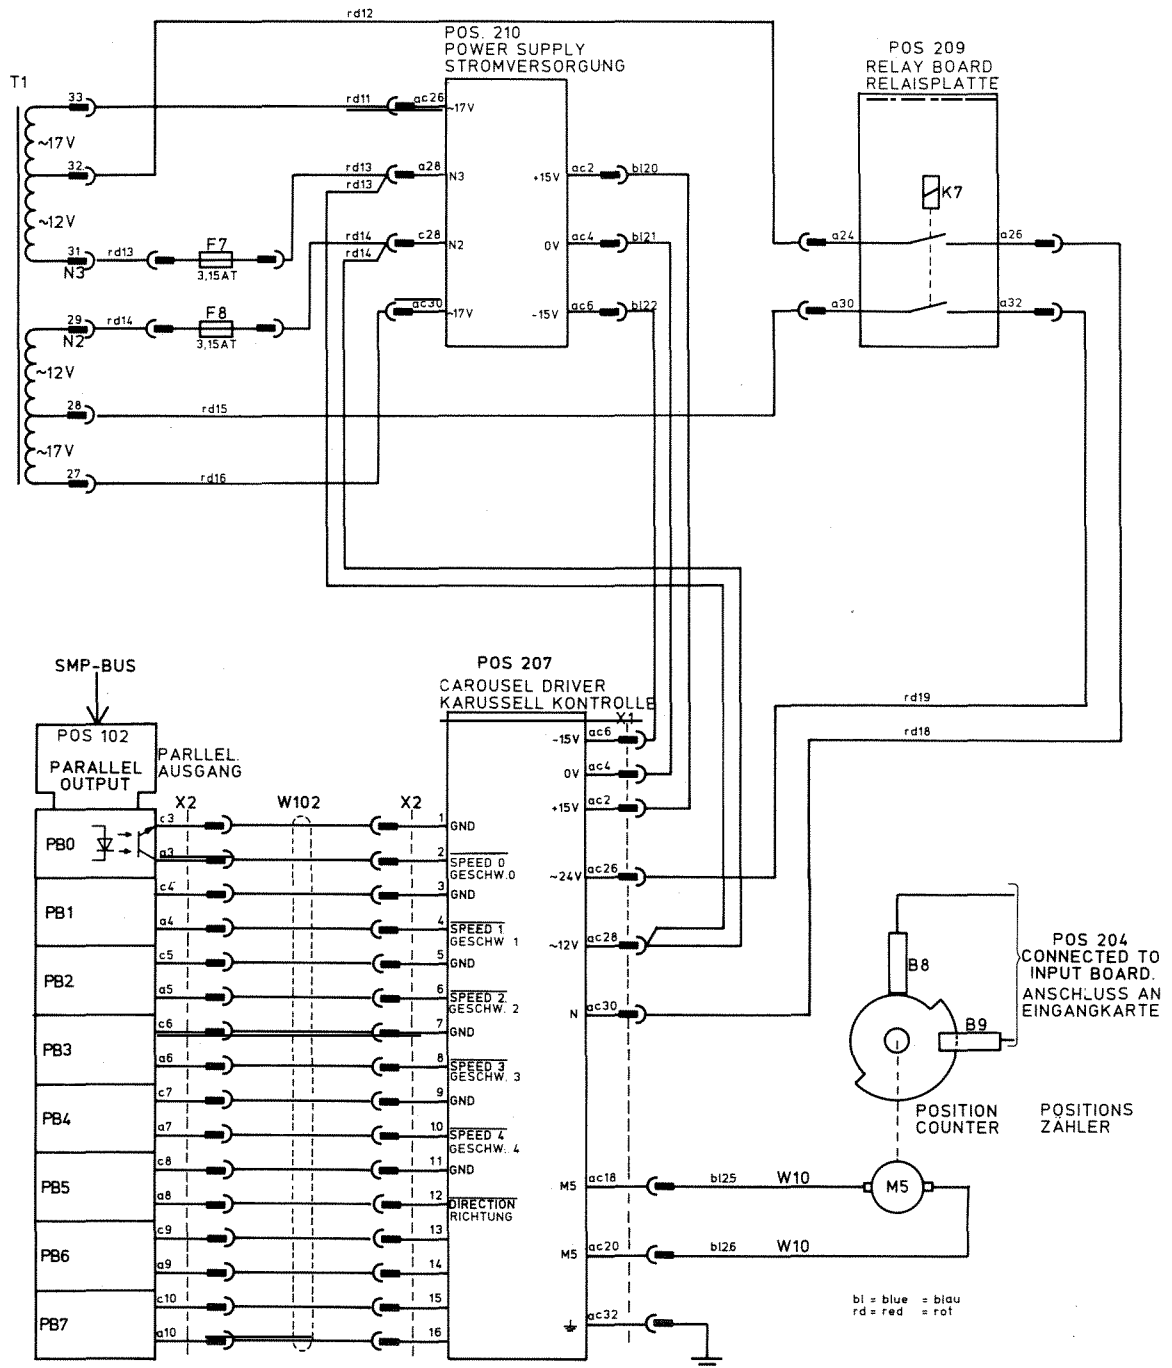 rd12
POS. 210
POWER SUPPLY
STROMVERSORGUNG
POS 209
RELAY BOARD
RELAISPLATTE
T1
33
rd11
ac26
~17V
~17V
32
rd13
rd13
a28
N3
+15V
ac2
bl20
K7
~12V
31
N3
rd13
F7
3,15AT
rd14
rd14
c28
N2
0V
ac4
bl21
a24
a26
29
N2
rd14
F8
3,15AT
ac30
~17V
-15V
ac6
bl22
a30
a32
~12V
28
rd15
~17V
27
rd16
SMP-BUS
POS 207
CAROUSEL DRIVER
KARUSSELL KONTROLLE
X1
rd19
rd18
POS 102
PARALLEL
OUTPUT
PARLLEL.
AUSGANG
-15V
ac6
0V
ac4
+15V
ac2
X2
W102
X2
PB0
c3
1
GND
a3
2
SPEED 0
GESCHW.0
~24V
ac26
PB1
c4
3
GND
a4
4
SPEED 1
GESCHW 1
~12V
ac28
PB2
c5
5
GND
a5
6
SPEED 2
GESCHW. 2
N
ac30
PB3
c6
7
GND
a6
8
SPEED 3
GESCHW. 3
PB4
c7
9
GND
a7
10
SPEED 4
GESCHW. 4
PB5
c8
11
GND
a8
12
DIRECTION
RICHTUNG
PB6
c9
13
a9
14
PB7
c10
15
a10
16
B8
B9
POS 204
CONNECTED TO
INPUT BOARD.
ANSCHLUSS AN
EINGANGKARTE
POSITION
COUNTER
POSITIONS
ZÄHLER
M5
ac18
bl25
W10
M5
M5
ac20
bl26
W10
ac32
bl = blue = blau
rd = red = rot